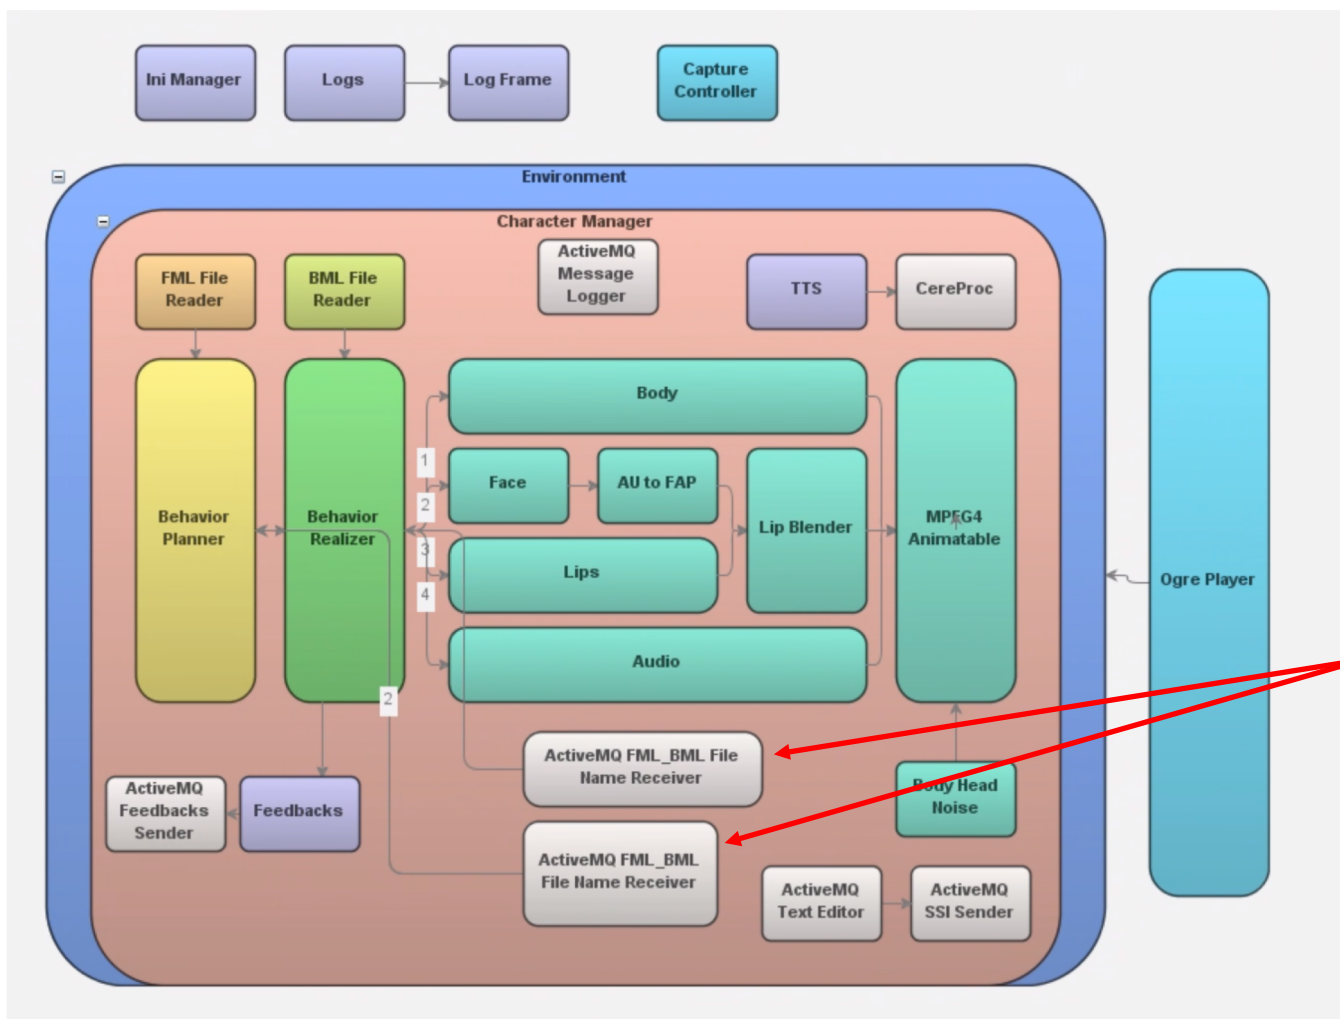 Ini Manager
Logs
Log Frame
Capture
Controller
Environment
Character Manager
FML File
Reader
BML File
Reader
ActiveMQ
Message
Logger
TTS
CereProc
Body
1
Face
AU to FAP
2
Behavior
Planner
Behavior
Realizer
Lip Blender
MPEG4
Animatable
3
Lips
4
Ogre Player
Audio
2
ActiveMQ FML_BML File
Name Receiver
ActiveMQ
Feedbacks
Sender
Feedbacks
Body Head
Noise
ActiveMQ FML_BML
File Name Receiver
ActiveMQ
Text Editor
ActiveMQ
SSI Sender